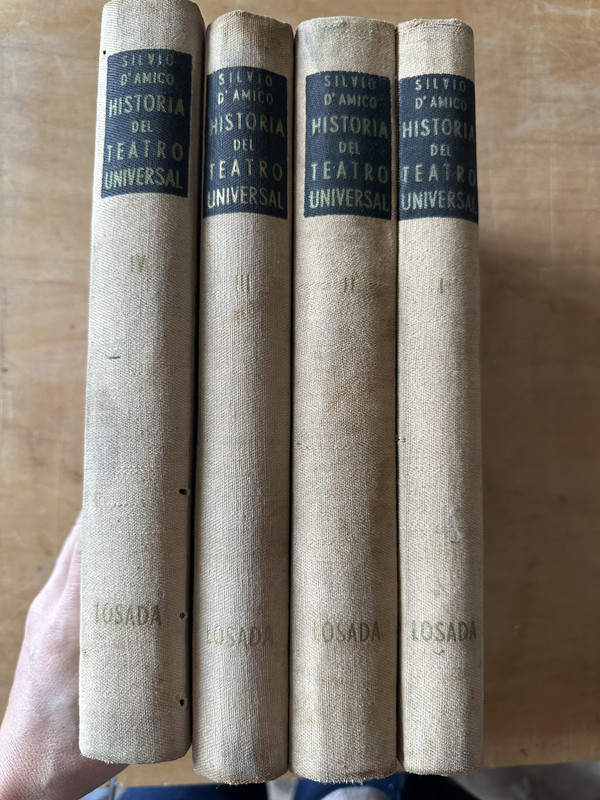 SILVIO
D'AMICO
HISTORIA
DEL
TEATRO
UNIVERSAL
IV
LOSADA
SILVIO
D'AMICO
HISTORIA
DEL
TEATRO
UNIVERSAL
III
LOSADA
SILVIO
D'AMICO
HISTORIA
DEL
TEATRO
UNIVERSAL
II
LOSADA
SILVIO
D'AMICO
HISTORIA
DEL
TEATRO
UNIVERSAL
I
LOSADA